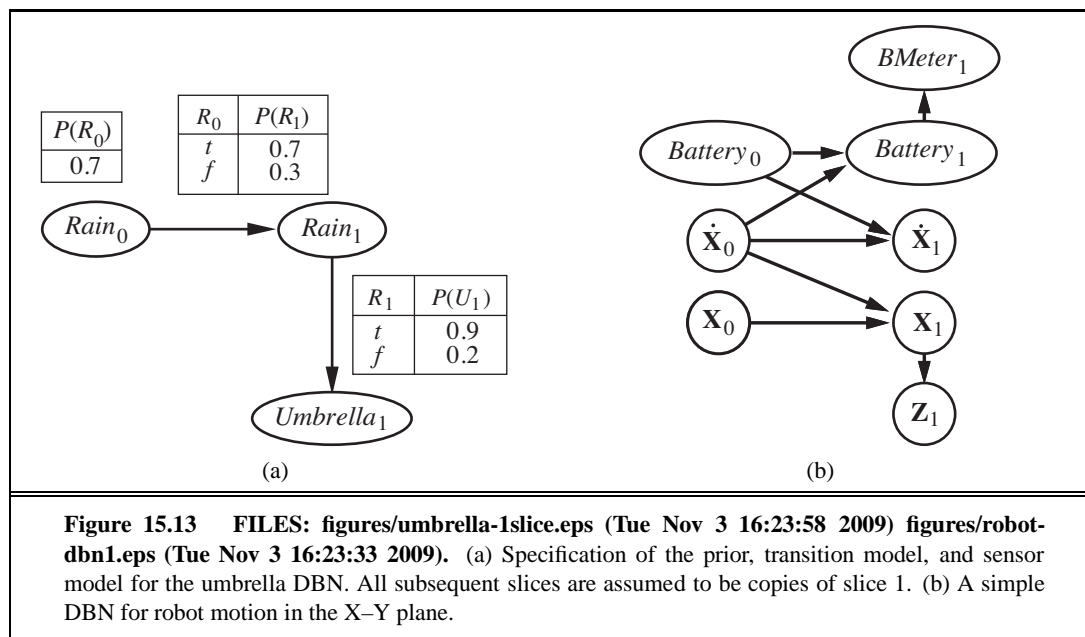 P(R₀)
0.7
R₀ P(R₁)
t 0.7
f 0.3
Rain₀
Rain₁
R₁ P(U₁)
t 0.9
f 0.2
Umbrella₁
(a)
BMeter₁
Battery₀
Battery₁
Ẋ₀
Ẋ₁
X₀
X₁
Z₁
(b)
Figure 15.13 FILES: figures/umbrella-1slice.eps (Tue Nov 3 16:23:58 2009) figures/robot-
dbn1.eps (Tue Nov 3 16:23:33 2009). (a) Specification of the prior, transition model, and sensor
model for the umbrella DBN. All subsequent slices are assumed to be copies of slice 1. (b) A simple
DBN for robot motion in the X–Y plane.